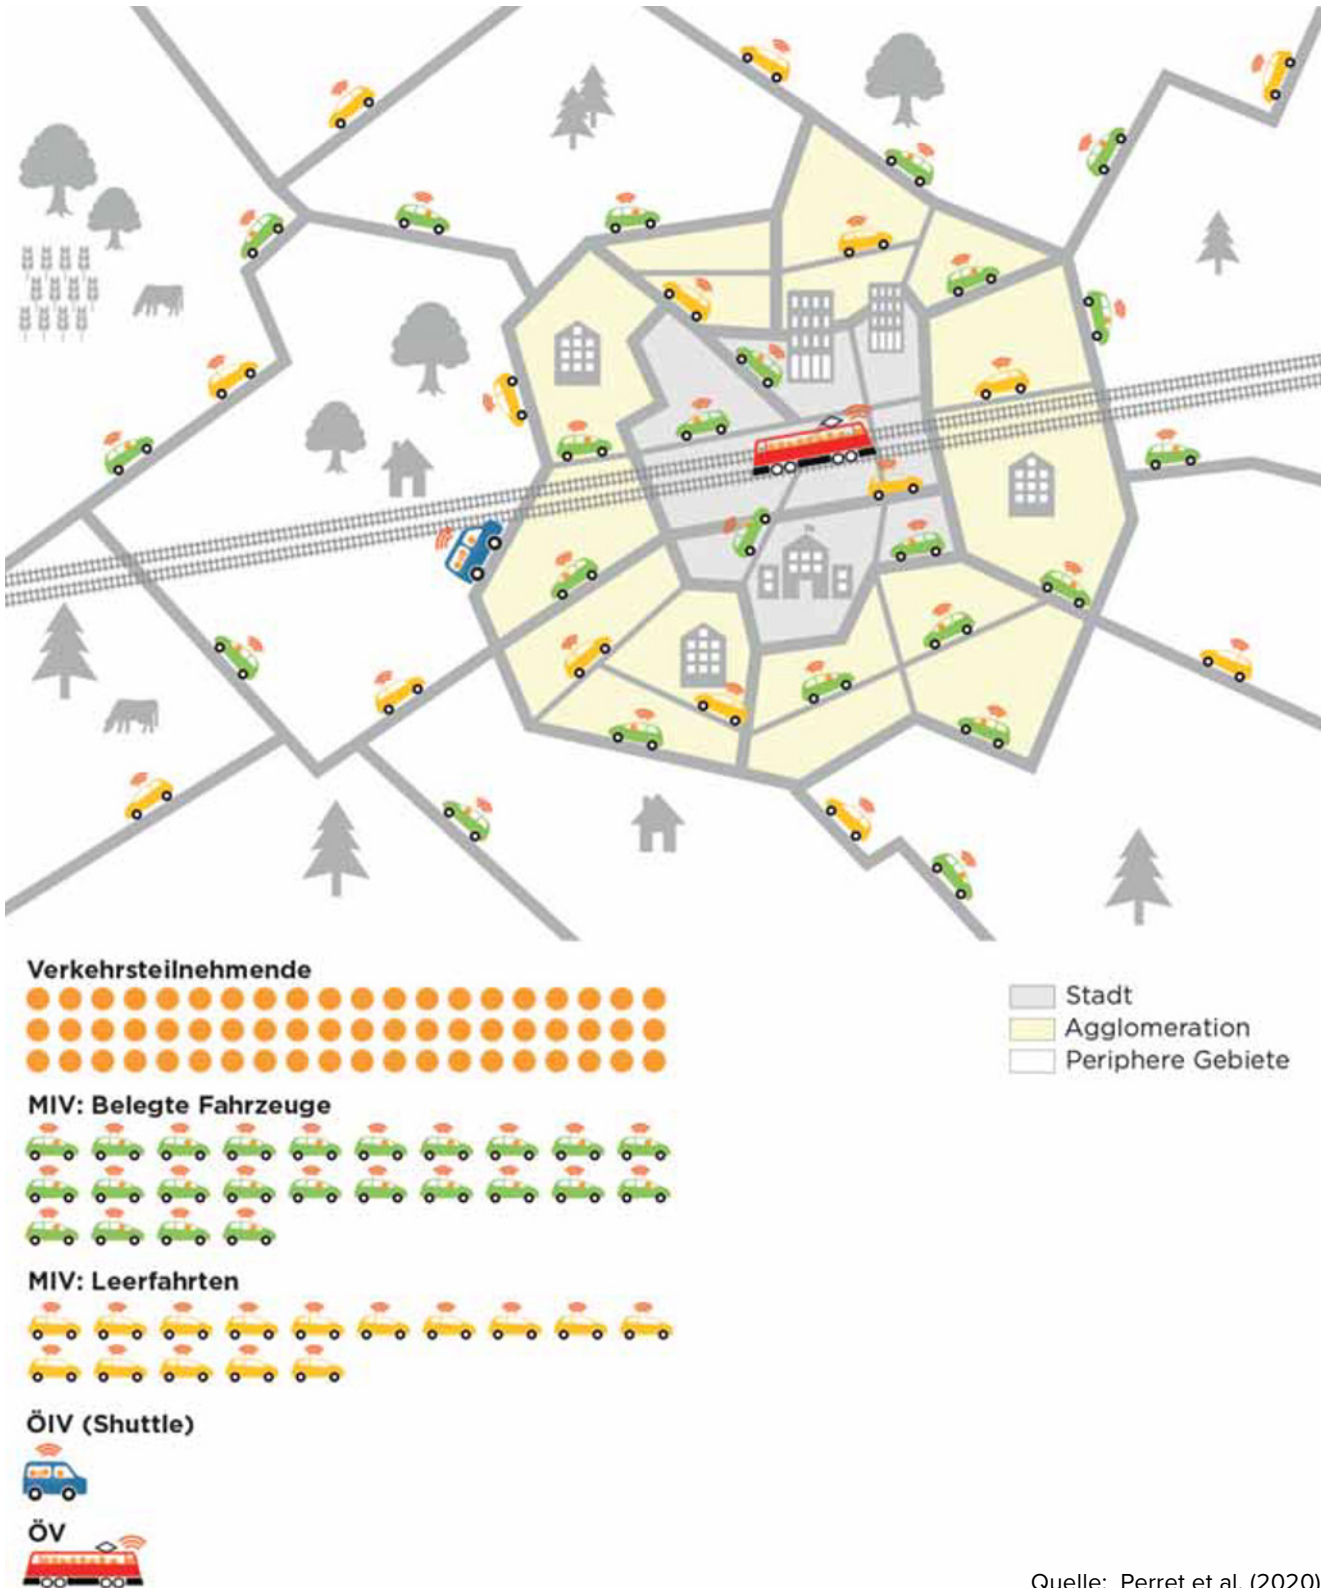 Verkehrsteilnehmende
Stadt
Agglomeration
Periphere Gebiete
MIV: Belegte Fahrzeuge
MIV: Leerfahrten
ÖIV (Shuttle)
ÖV
Quelle: Perret et al. (2020)